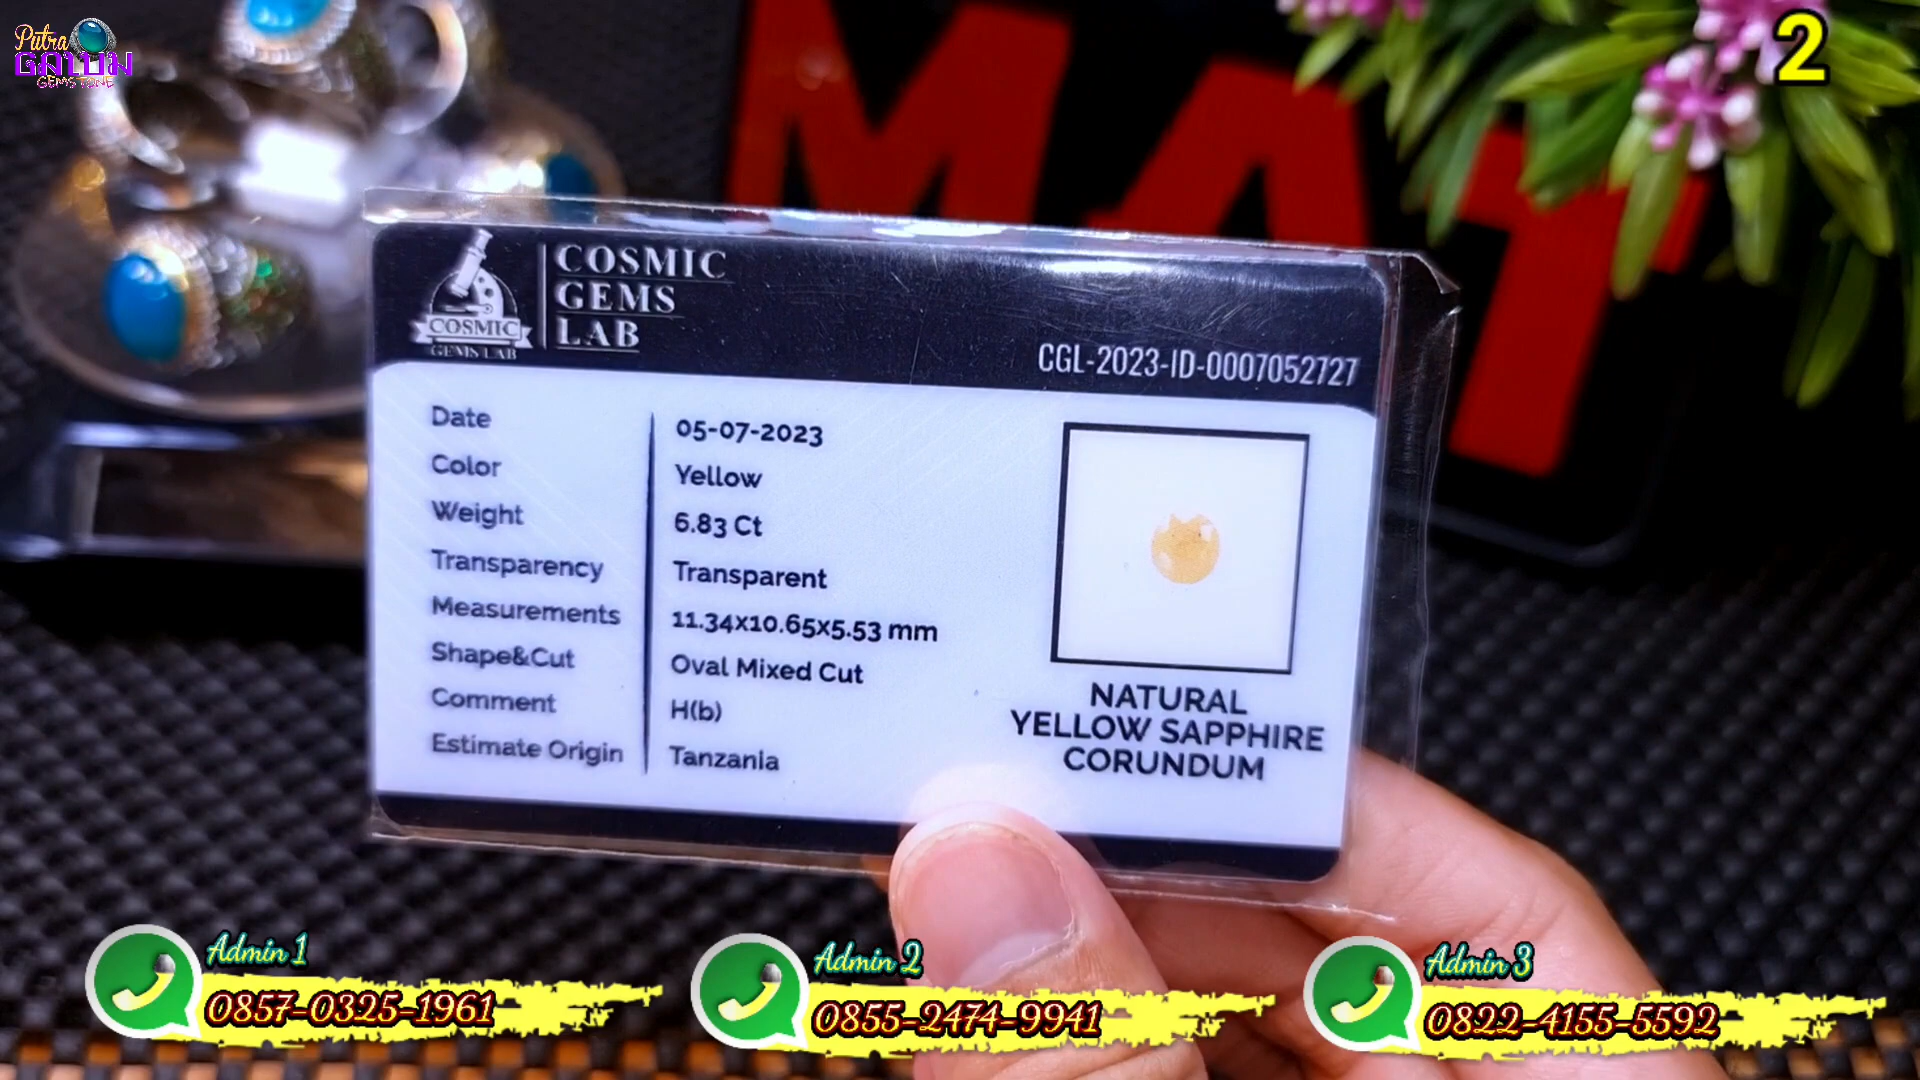 Putra
GALUN
GEMSTONE
2
MAT
COSMIC
GEMS LAB
COSMIC
GEMS
LAB
CGL-2023-ID-0007052727
Date 05-07-2023
Color Yellow
Weight 6.83 Ct
Transparency Transparent
Measurements 11.34x10.65x5.53 mm
Shape&Cut Oval Mixed Cut
Comment H(b)
Estimate Origin Tanzania
NATURAL
YELLOW SAPPHIRE
CORUNDUM
Admin 1
0857-0325-1961
Admin 2
0855-2474-9941
Admin 3
0822-4155-5592